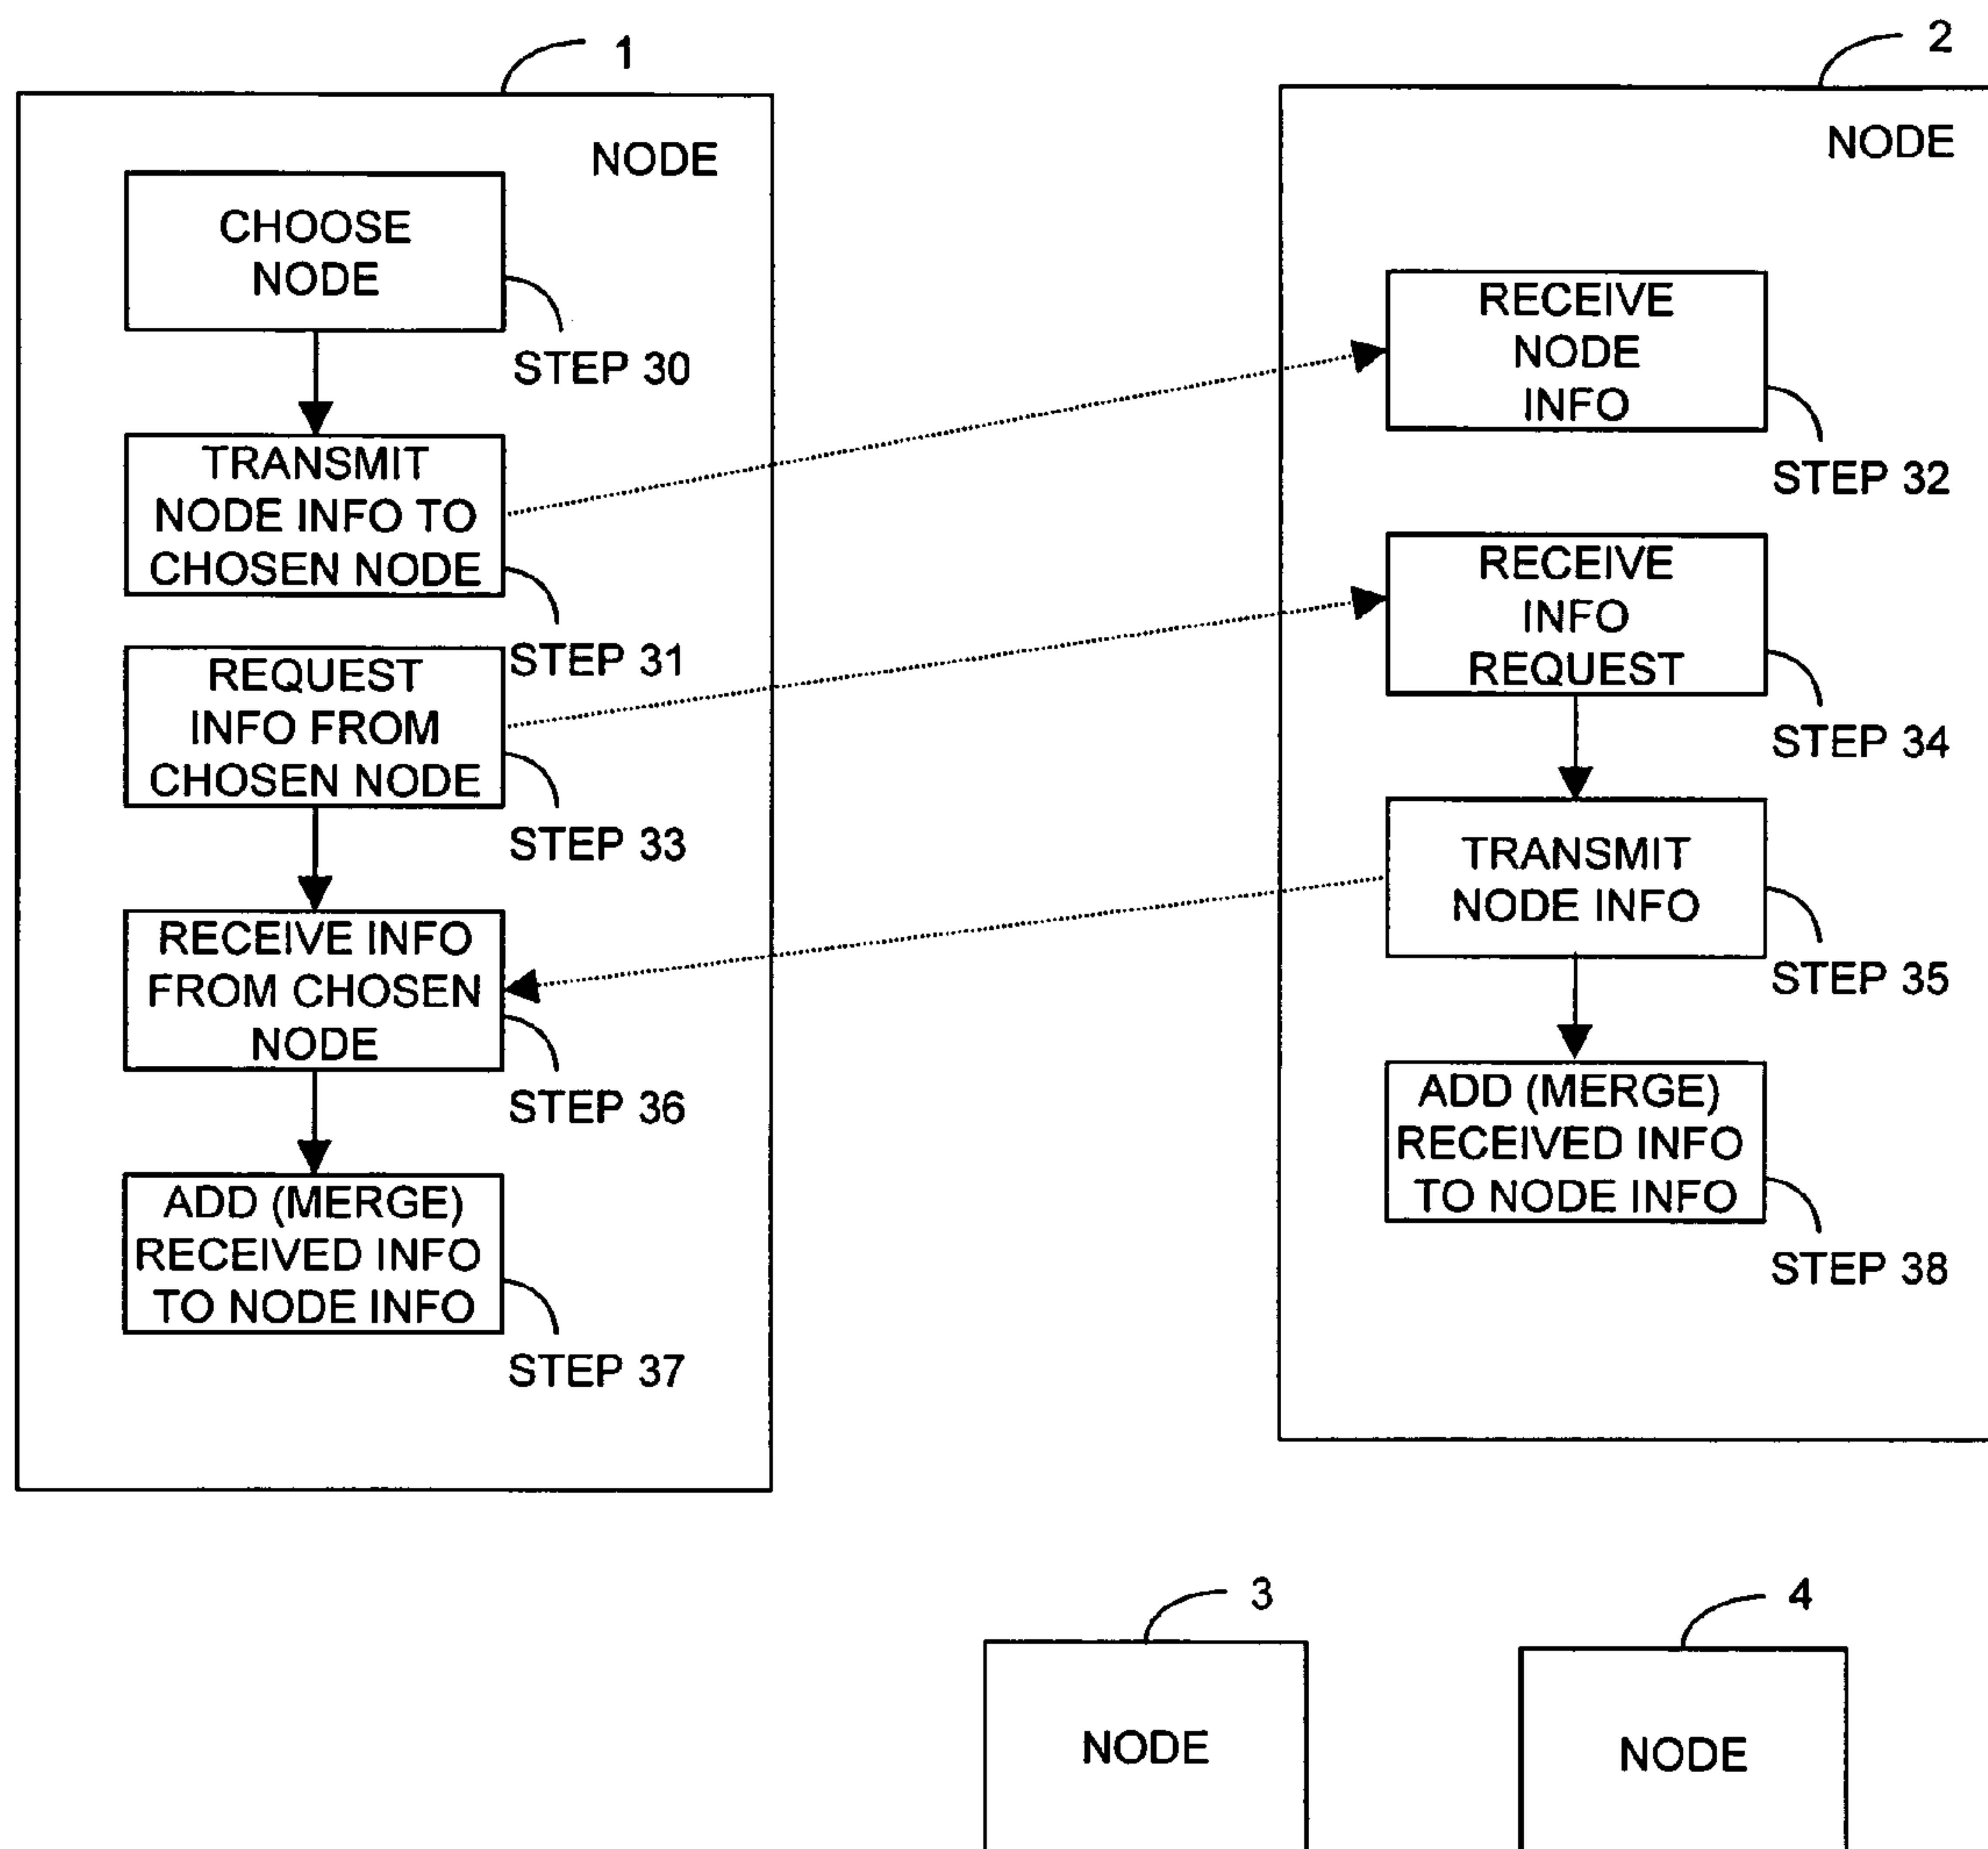 1
NODE
CHOOSE
NODE
STEP 30
TRANSMIT
NODE INFO TO
CHOSEN NODE
STEP 31
REQUEST
INFO FROM
CHOSEN NODE
STEP 33
RECEIVE INFO
FROM CHOSEN
NODE
STEP 36
ADD (MERGE)
RECEIVED INFO
TO NODE INFO
STEP 37
2
NODE
RECEIVE
NODE
INFO
STEP 32
RECEIVE
INFO
REQUEST
STEP 34
TRANSMIT
NODE INFO
STEP 35
ADD (MERGE)
RECEIVED INFO
TO NODE INFO
STEP 38
3
NODE
4
NODE